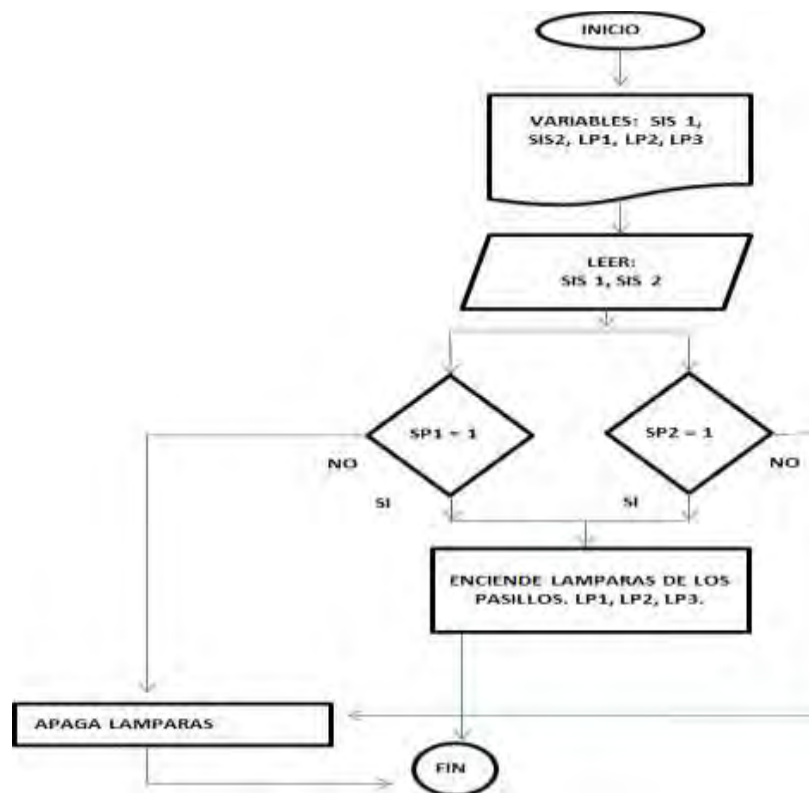 INICIO
VARIABLES: SIS 1,
SIS2, LP1, LP2, LP3
LEER:
SIS 1, SIS 2
SP1 = 1
SP2 = 1
NO
NO
SI
SI
ENCIENDE LAMPARAS DE LOS
PASILLOS. LP1, LP2, LP3.
APAGA LAMPARAS
FIN